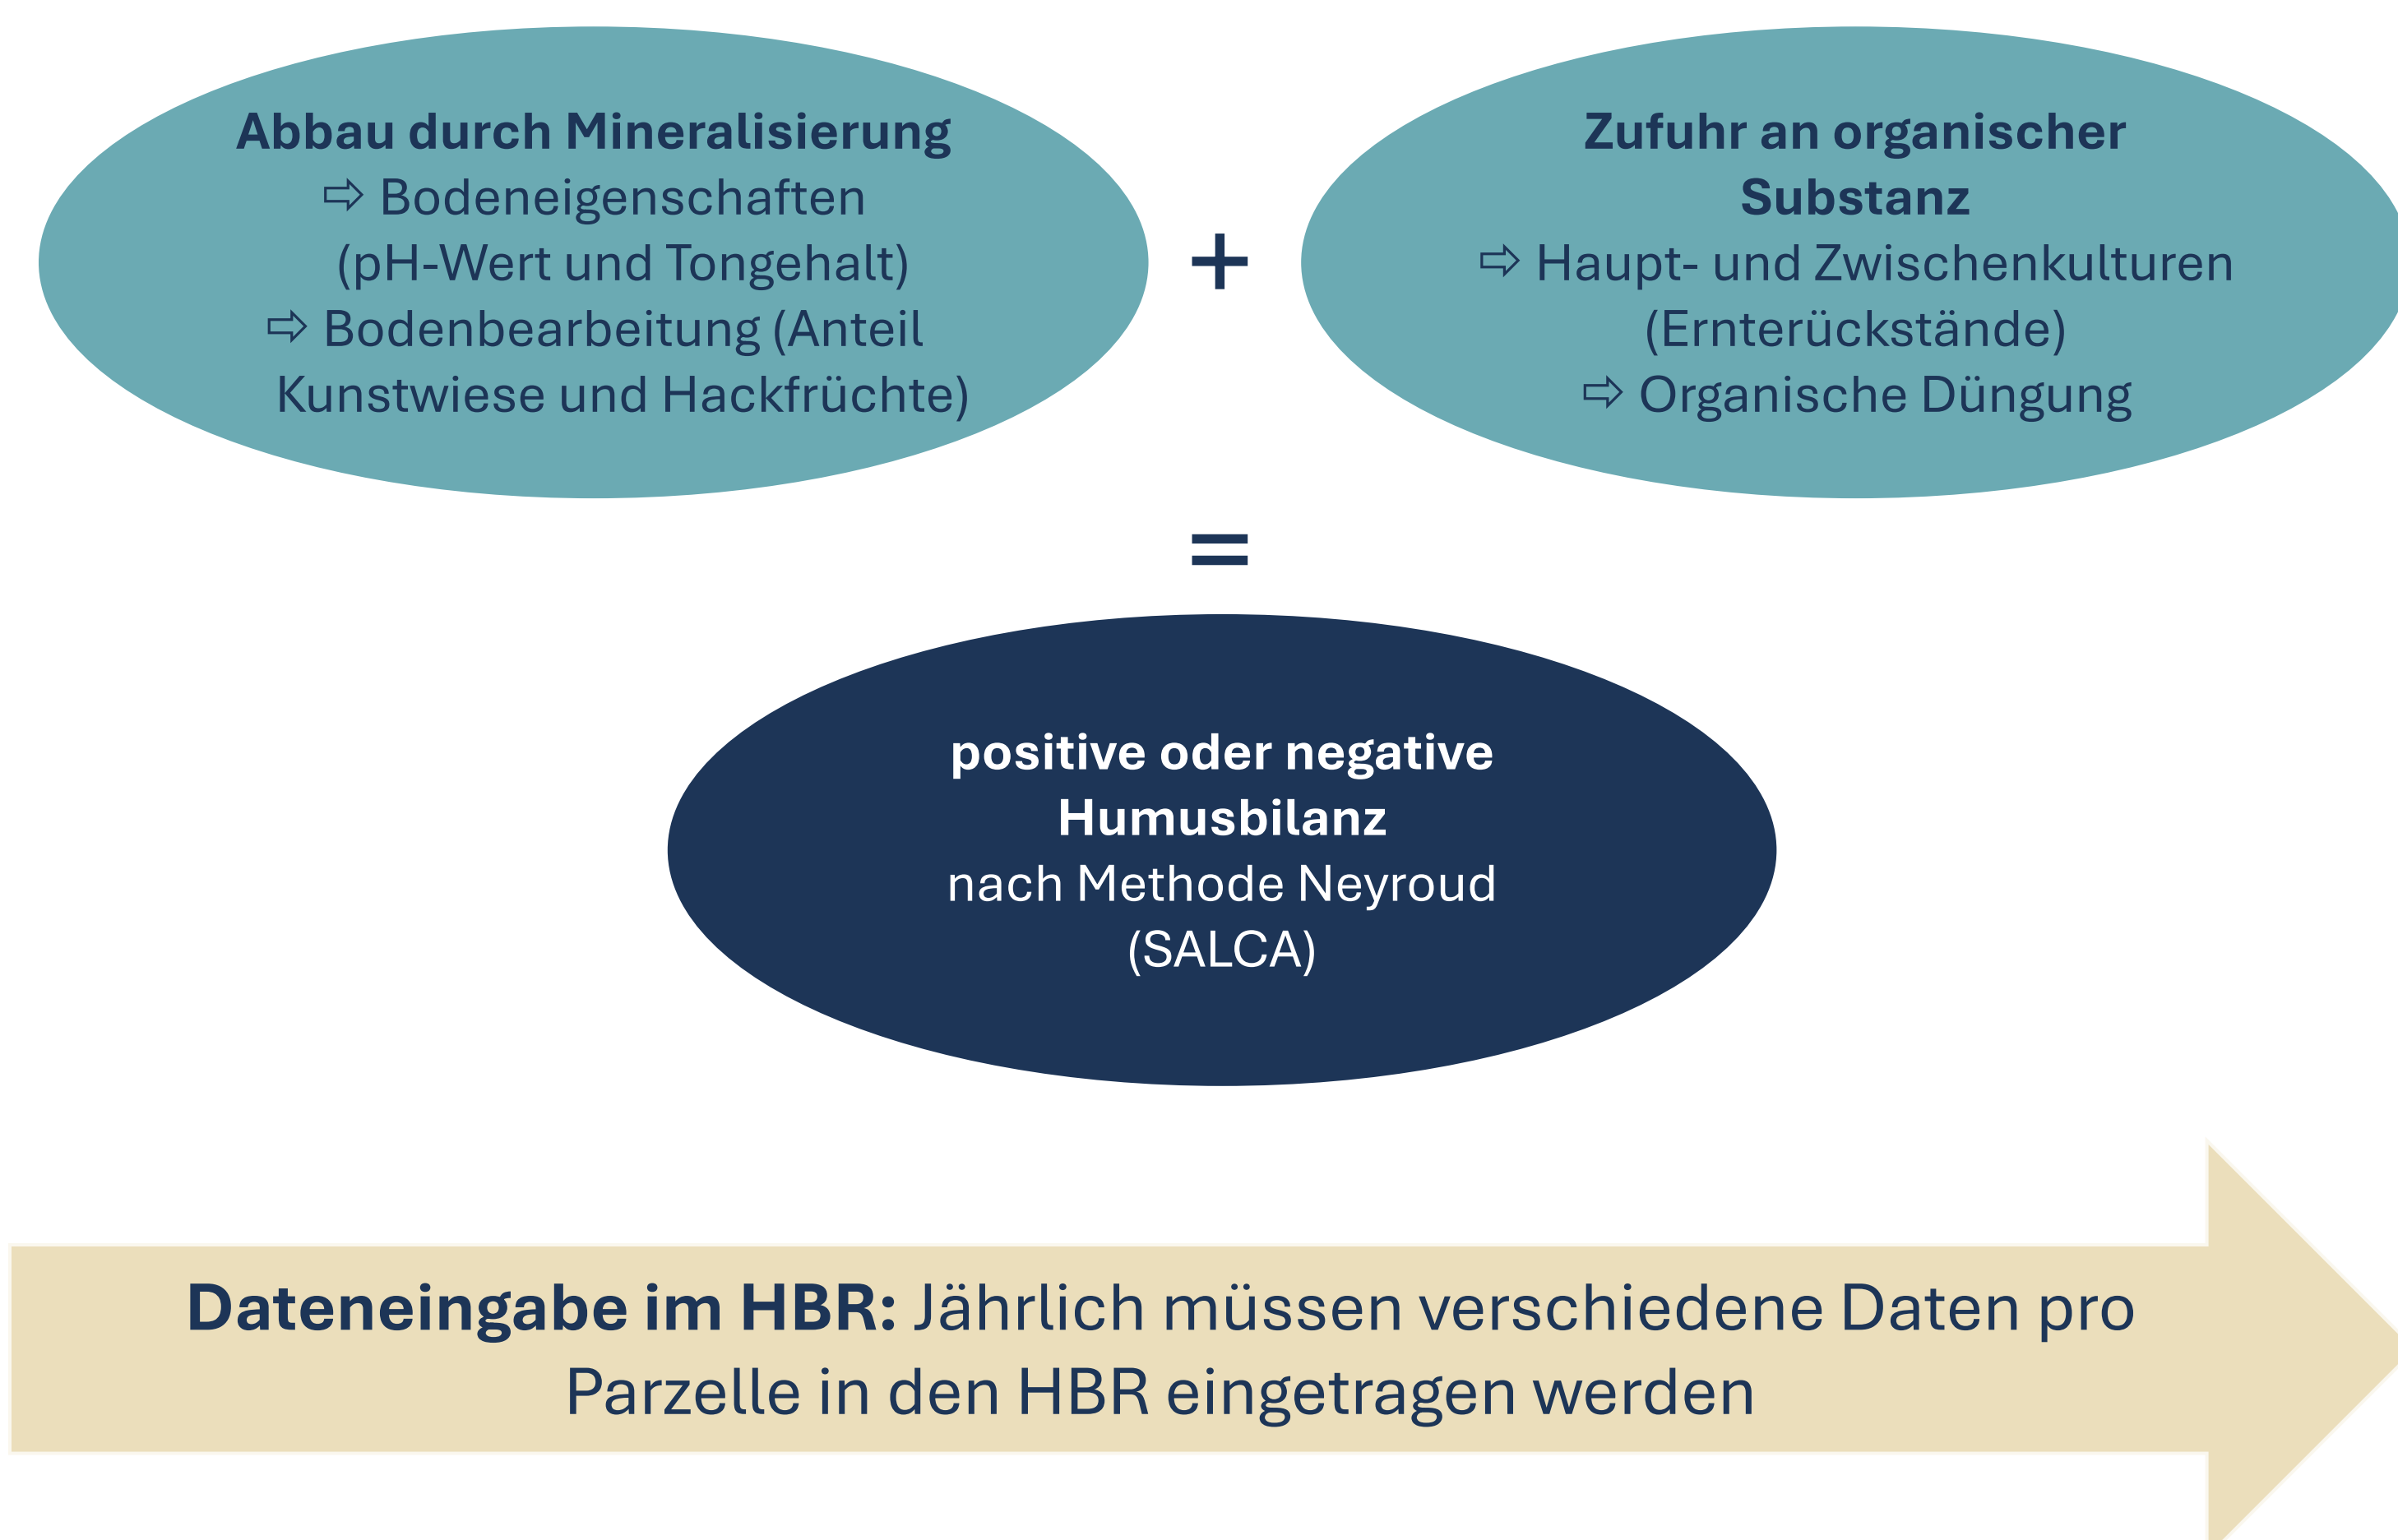 Abbau durch Mineralisierung
⇨ Bodeneigenschaften
(pH-Wert und Tongehalt)
⇨ Bodenbearbeitung (Anteil
Kunstwiese und Hackfrüchte)
+
Zufuhr an organischer
Substanz
⇨ Haupt- und Zwischenkulturen
(Ernterückstände)
⇨ Organische Düngung
=
positive oder negative
Humusbilanz
nach Methode Neyroud
(SALCA)
Dateneingabe im HBR: Jährlich müssen verschiedene Daten pro
Parzelle in den HBR eingetragen werden